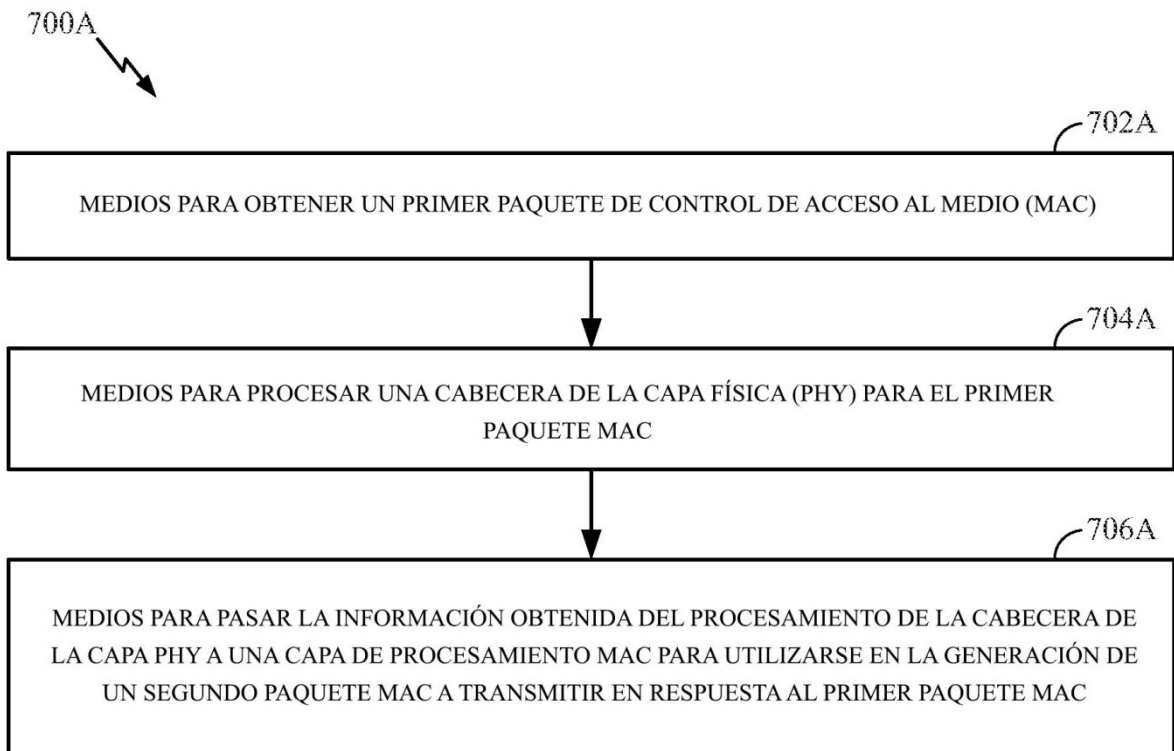 700A
702A
MEDIOS PARA OBTENER UN PRIMER PAQUETE DE CONTROL DE ACCESO AL MEDIO (MAC)
704A
MEDIOS PARA PROCESAR UNA CABECERA DE LA CAPA FÍSICA (PHY) PARA EL PRIMER
PAQUETE MAC
706A
MEDIOS PARA PASAR LA INFORMACIÓN OBTENIDA DEL PROCESAMIENTO DE LA CABECERA DE
LA CAPA PHY A UNA CAPA DE PROCESAMIENTO MAC PARA UTILIZARSE EN LA GENERACIÓN DE
UN SEGUNDO PAQUETE MAC A TRANSMITIR EN RESPUESTA AL PRIMER PAQUETE MAC